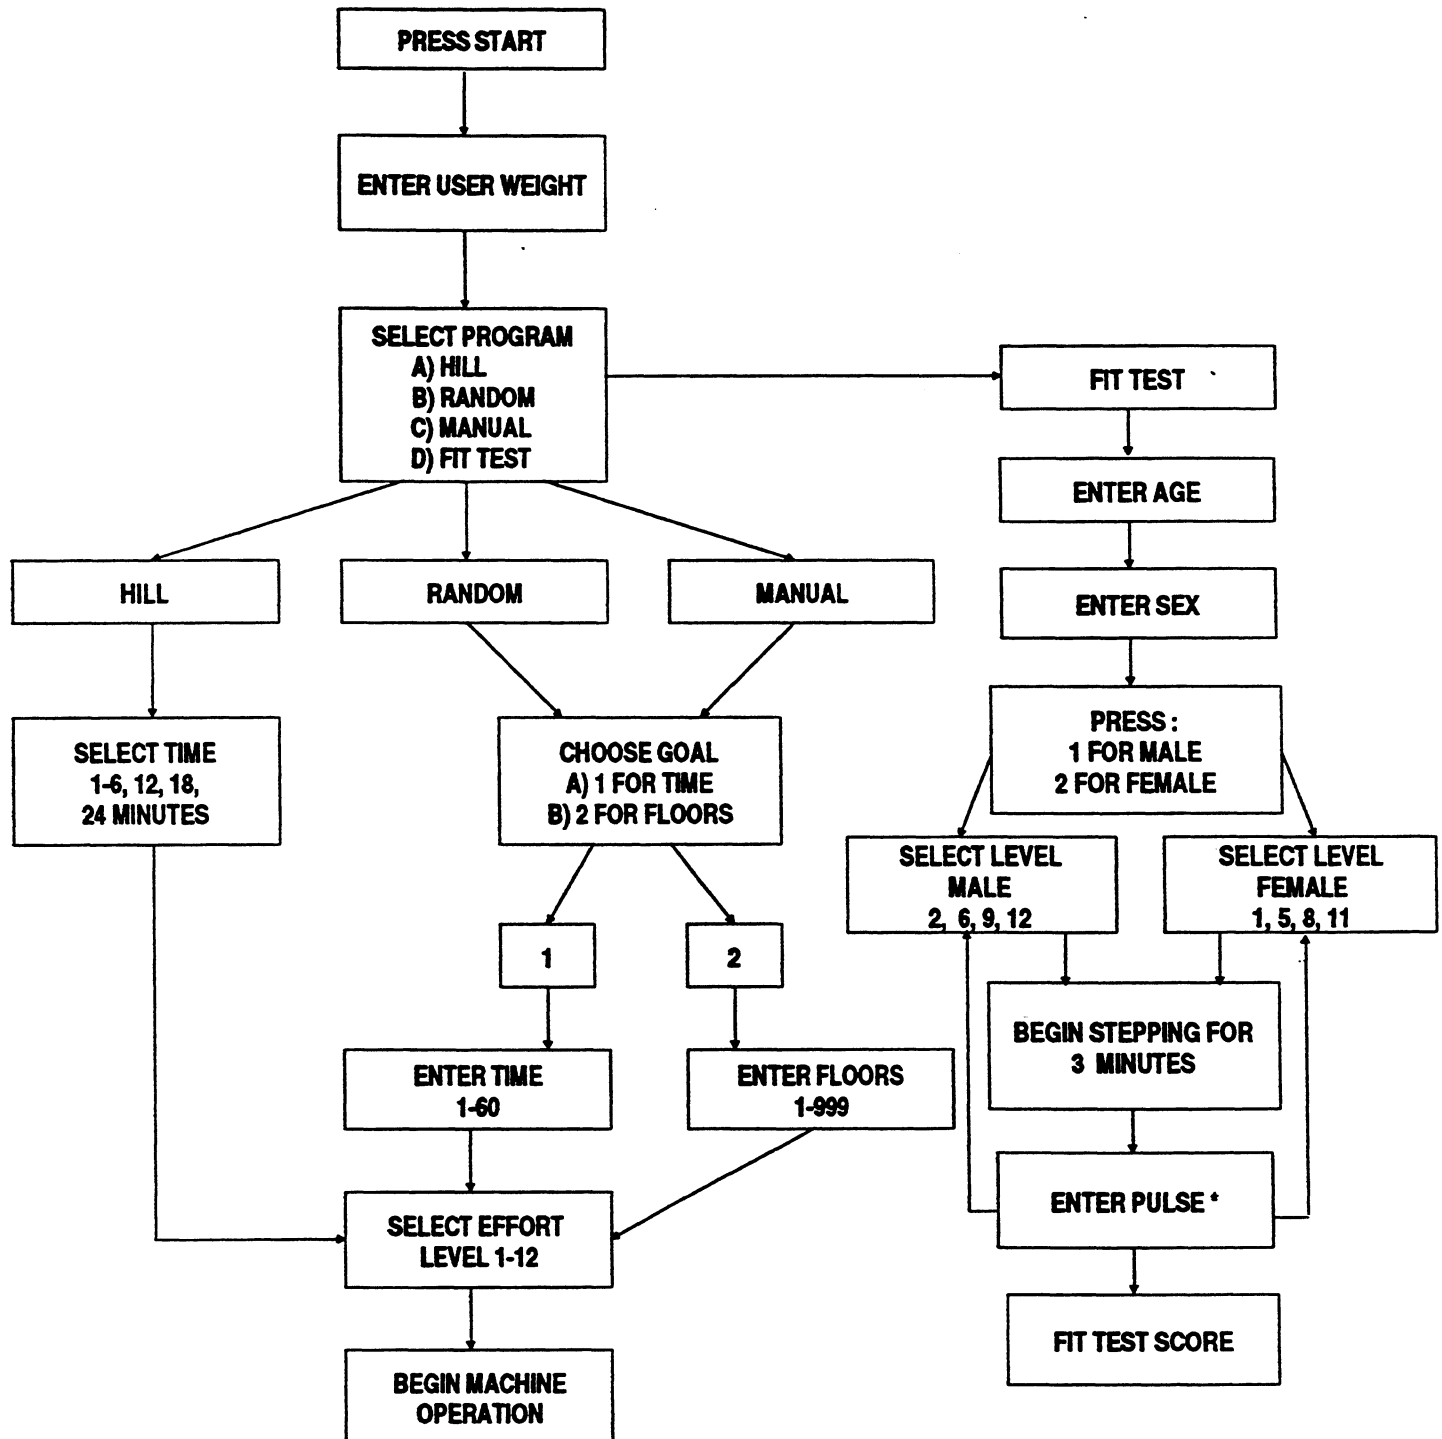 PRESS START
ENTER USER WEIGHT
SELECT PROGRAM
A) HILL
B) RANDOM
C) MANUAL
D) FIT TEST
FIT TEST
ENTER AGE
ENTER SEX
HILL
RANDOM
MANUAL
PRESS :
1 FOR MALE
2 FOR FEMALE
SELECT TIME
1-6, 12, 18,
24 MINUTES
CHOOSE GOAL
A) 1 FOR TIME
B) 2 FOR FLOORS
SELECT LEVEL
MALE
2, 6, 9, 12
SELECT LEVEL
FEMALE
1, 5, 8, 11
1
2
BEGIN STEPPING FOR
3 MINUTES
ENTER TIME
1-60
ENTER FLOORS
1-999
ENTER PULSE *
SELECT EFFORT
LEVEL 1-12
FIT TEST SCORE
BEGIN MACHINE
OPERATION